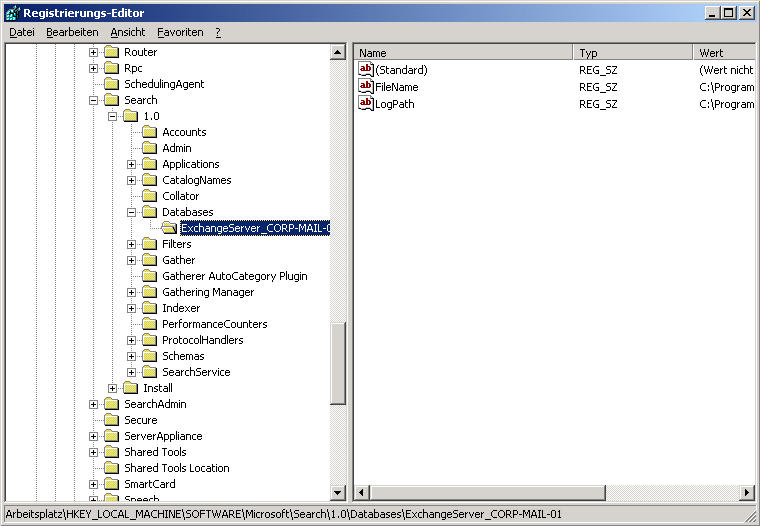 Registrierungs-Editor
Datei Bearbeiten Ansicht Favoriten ?
Router
Rpc
SchedulingAgent
Search
1.0
Accounts
Admin
Applications
CatalogNames
Collator
Databases
ExchangeServer_CORP-MAIL-0
Filters
Gather
Gatherer AutoCategory Plugin
Gathering Manager
Indexer
PerformanceCounters
ProtocolHandlers
Schemas
SearchService
Install
SearchAdmin
Secure
ServerAppliance
Shared Tools
Shared Tools Location
SmartCard
Speech
Name Typ Wert
ab (Standard) REG_SZ (Wert nicht
ab FileName REG_SZ C:\Program
ab LogPath REG_SZ C:\Program
Arbeitsplatz\HKEY_LOCAL_MACHINE\SOFTWARE\Microsoft\Search\1.0\Databases\ExchangeServer_CORP-MAIL-01